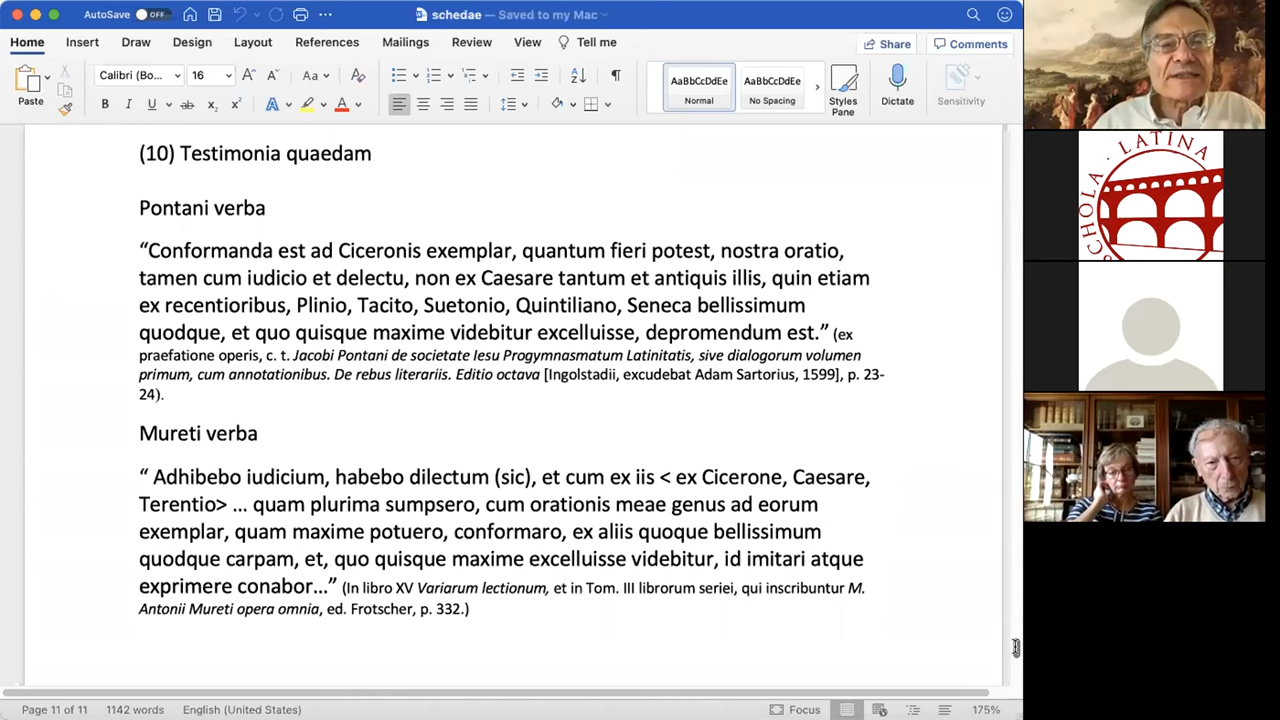 AutoSave OFF schedae — Saved to my Mac
Home Insert Draw Design Layout References Mailings Review View Tell me Share Comments
Calibri (Bo... 16 A A Aa A AaBbCcDdEe AaBbCcDdEe
Paste B I U ab x₂ x² A A Normal No Spacing Styles Pane Dictate Sensitivity
(10) Testimonia quaedam
Pontani verba
“Conformanda est ad Ciceronis exemplar, quantum fieri potest, nostra oratio,
tamen cum iudicio et delectu, non ex Caesare tantum et antiquis illis, quin etiam
ex recentioribus, Plinio, Tacito, Suetonio, Quintiliano, Seneca bellissimum
quodque, et quo quisque maxime videbitur excelluisse, depromendum est.” (ex
praefatione operis, c. t. Jacobi Pontani de societate Iesu Progymnasmatum Latinitatis, sive dialogorum volumen
primum, cum annotationibus. De rebus literariis. Editio octava [Ingolstadii, excudebat Adam Sartorius, 1599], p. 23-
24).
Mureti verba
“ Adhibebo iudicium, habebo dilectum (sic), et cum ex iis < ex Cicerone, Caesare,
Terentio> ... quam plurima sumpsero, cum orationis meae genus ad eorum
exemplar, quam maxime potuero, conformaro, ex aliis quoque bellissimum
quodque carpam, et, quo quisque maxime excelluisse videbitur, id imitari atque
exprimere conabor...” (In libro XV Variarum lectionum, et in Tom. III librorum seriei, qui inscribuntur M.
Antonii Mureti opera omnia, ed. Frotscher, p. 332.)
Page 11 of 11 1142 words English (United States) Focus 175%
SCHOLA · LATINA